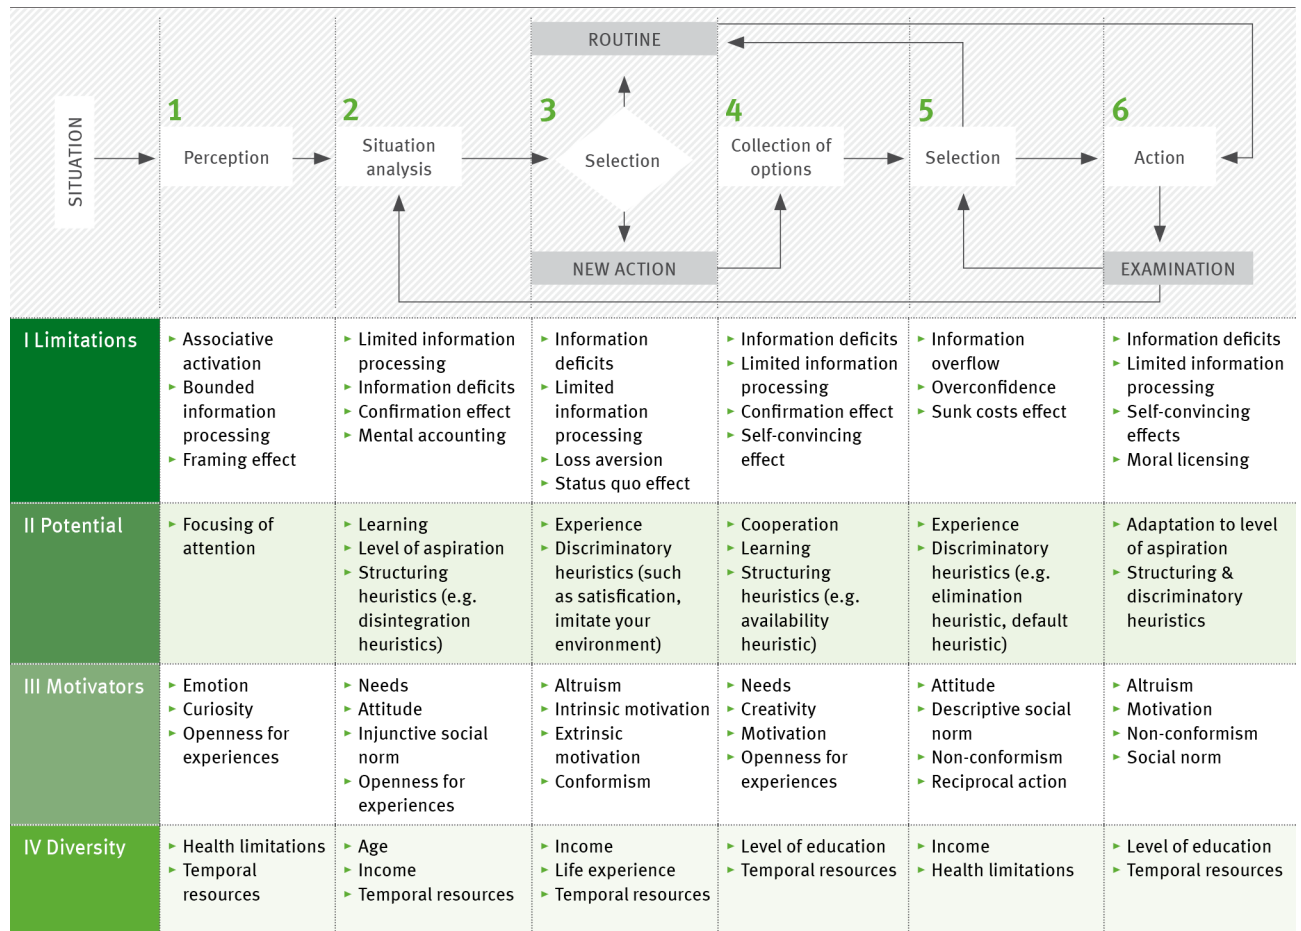 ROUTINE
1
2
3
4
5
6
SITUATION
Perception
Situation
analysis
Selection
Collection of
options
Selection
Action
NEW ACTION
EXAMINATION
I Limitations
► Associative
activation
► Bounded
information
processing
► Framing effect
► Limited information
processing
► Information deficits
► Confirmation effect
► Mental accounting
► Information
deficits
► Limited
information
processing
► Loss aversion
► Status quo effect
► Information deficits
► Limited information
processing
► Confirmation effect
► Self-convincing
effect
► Information
overflow
► Overconfidence
► Sunk costs effect
► Information deficits
► Limited information
processing
► Self-convincing
effects
► Moral licensing
II Potential
► Focusing of
attention
► Learning
► Level of aspiration
► Structuring
heuristics (e.g.
disintegration
heuristics)
► Experience
► Discriminatory
heuristics (such
as satisfaction,
imitate your
environment)
► Cooperation
► Learning
► Structuring
heuristics (e.g.
availability
heuristic)
► Experience
► Discriminatory
heuristics (e.g.
elimination
heuristic, default
heuristic)
► Adaptation to level
of aspiration
► Structuring &
discriminatory
heuristics
III Motivators
► Emotion
► Curiosity
► Openness for
experiences
► Needs
► Attitude
► Injunctive social
norm
► Openness for
experiences
► Altruism
► Intrinsic motivation
► Extrinsic
motivation
► Conformism
► Needs
► Creativity
► Motivation
► Openness for
experiences
► Attitude
► Descriptive social
norm
► Non-conformism
► Reciprocal action
► Altruism
► Motivation
► Non-conformism
► Social norm
IV Diversity
► Health limitations
► Temporal
resources
► Age
► Income
► Temporal resources
► Income
► Life experience
► Temporal resources
► Level of education
► Temporal resources
► Income
► Health limitations
► Level of education
► Temporal resources